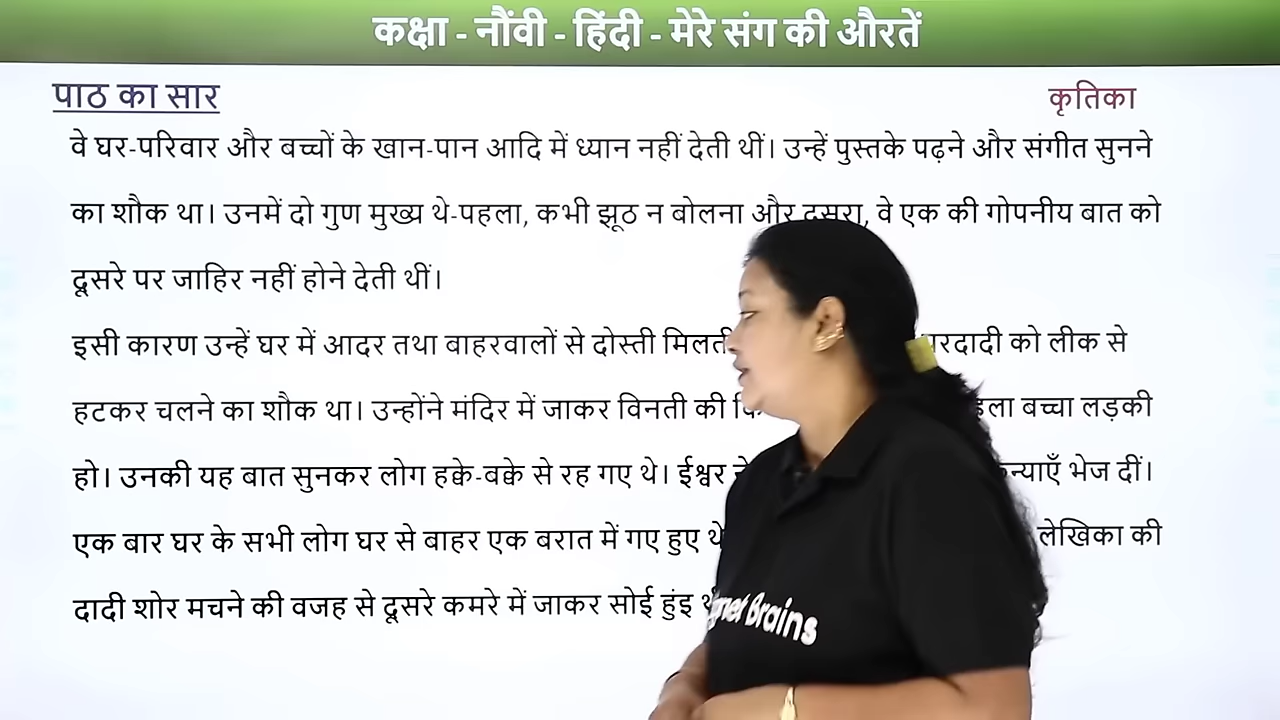 कक्षा - नौंवी - हिंदी - मेरे संग की औरतें
पाठ का सार
कृतिका
वे घर-परिवार और बच्चों के खान-पान आदि में ध्यान नहीं देती थीं। उन्हें पुस्तके पढ़ने और संगीत सुनने
का शौक था। उनमें दो गुण मुख्य थे-पहला, कभी झूठ न बोलना और दूसरा, वे एक की गोपनीय बात को
दूसरे पर जाहिर नहीं होने देती थीं।
इसी कारण उन्हें घर में आदर तथा बाहरवालों से दोस्ती मिलती को लीक से
हटकर चलने का शौक था। उन्होंने मंदिर में जाकर विनती की बच्चा लड़की
हो। उनकी यह बात सुनकर लोग हक्के-बक्के से रह गए थे। ईश्वर भेज दीं।
एक बार घर के सभी लोग घर से बाहर एक बरात में गए हुए लेखिका की
दादी शोर मचने की वजह से दूसरे कमरे में जाकर सोई हुंइ
Brains